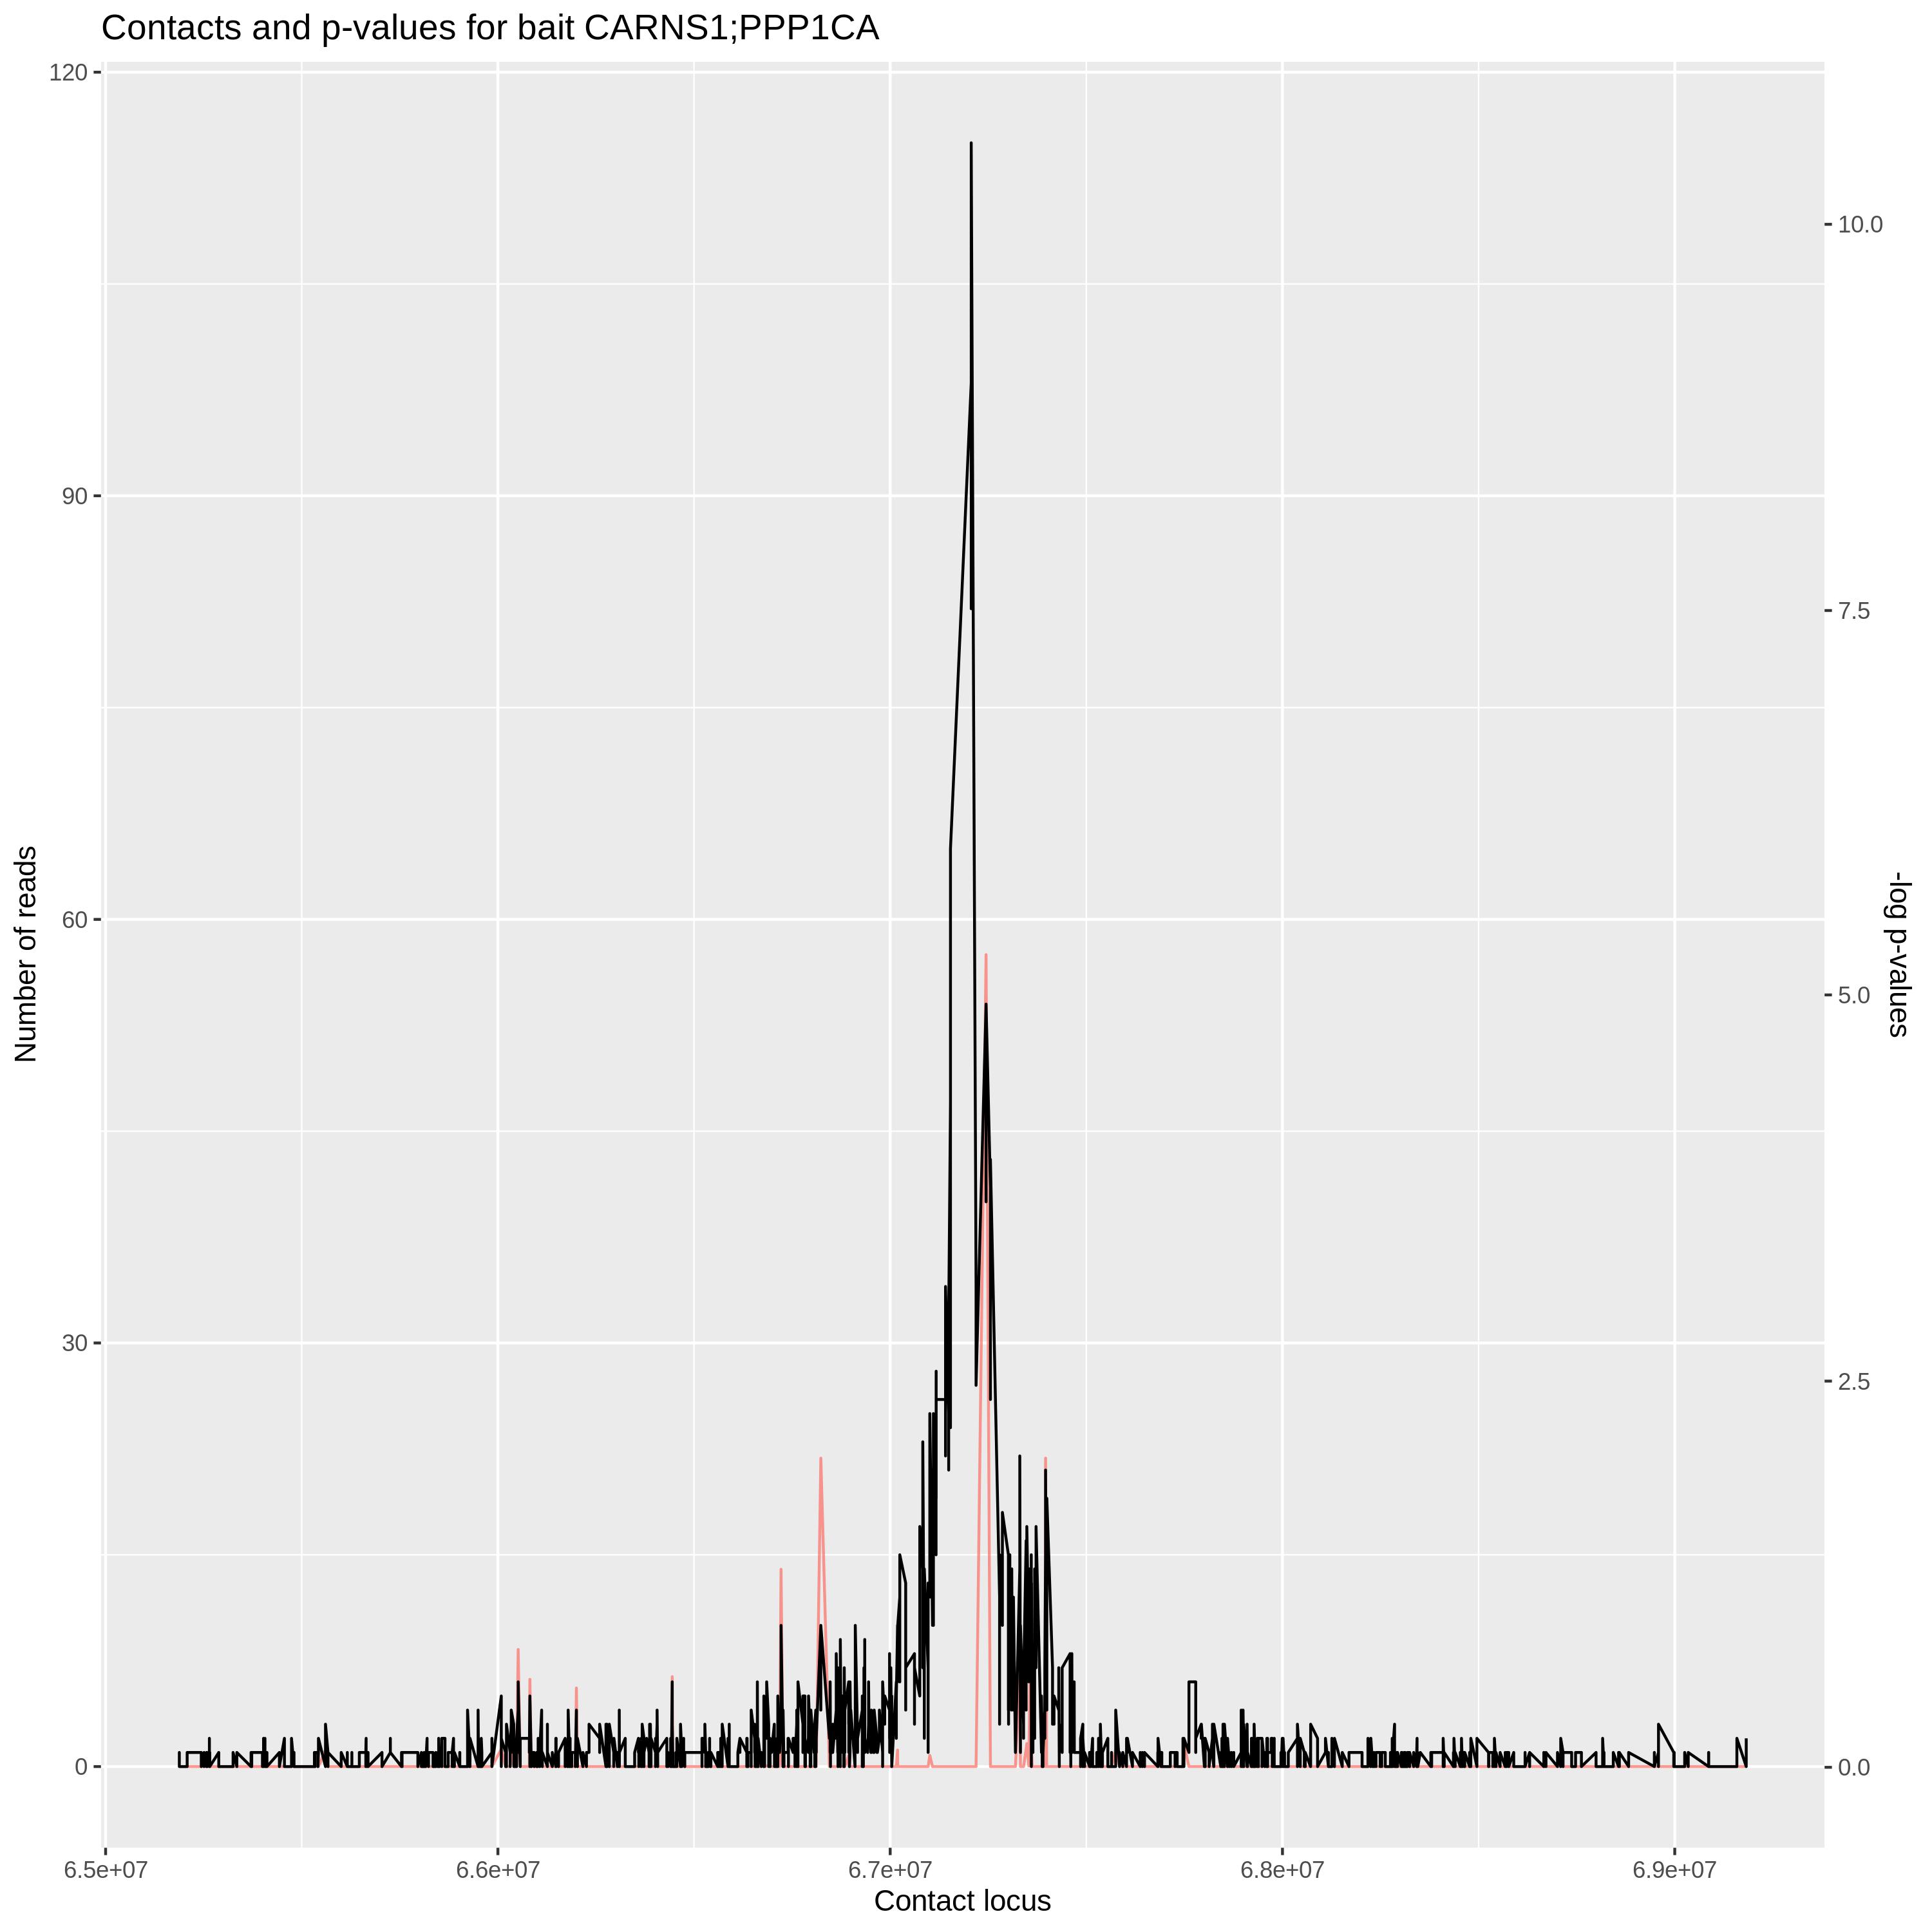 Contacts and p-values for bait CARNS1;PPP1CA
120
90
60
30
0
Number of reads
10.0
7.5
5.0
2.5
0.0
-log p-values
6.5e+07 6.6e+07 6.7e+07 6.8e+07 6.9e+07
Contact locus